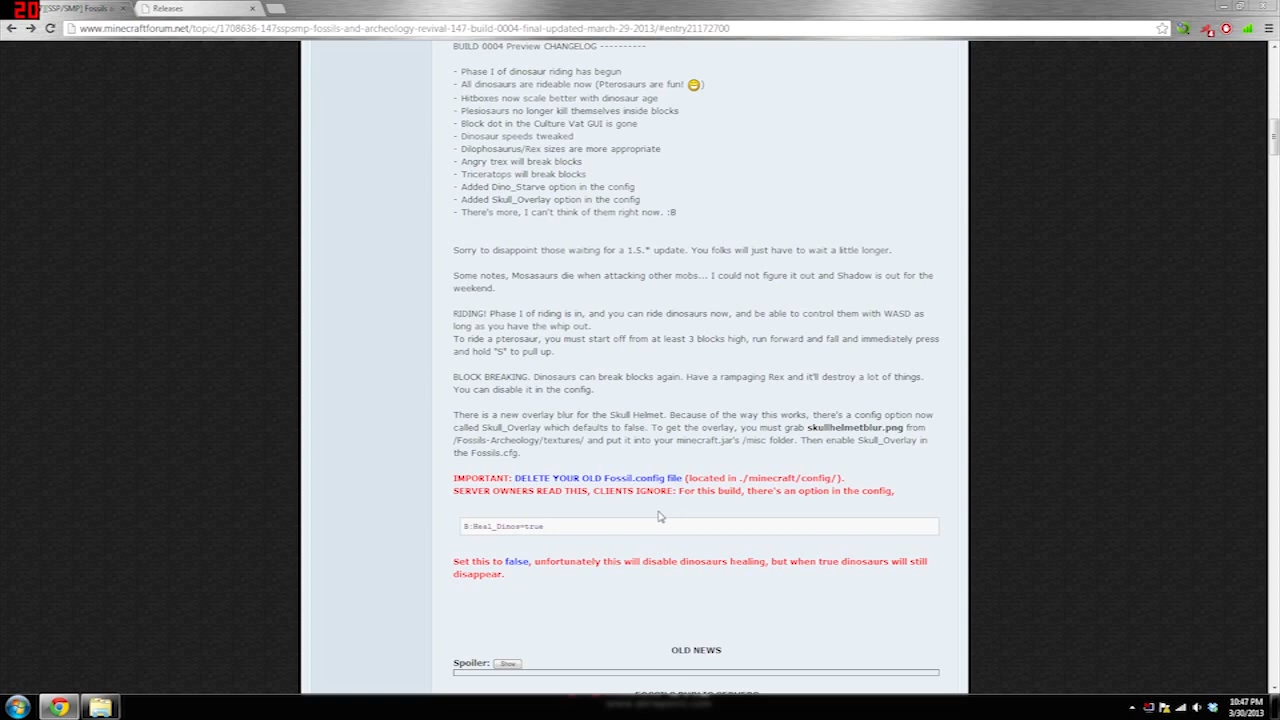 20
[SSP/SMP] Fossils a
Releases
www.minecraftforum.net/topic/1708636-147sspsmp-fossils-and-archeology-revival-147-build-0004-final-updated-march-29-2013/#entry21172700
BUILD 0004 Preview CHANGELOG ----------
- Phase I of dinosaur riding has begun
- All dinosaurs are rideable now (Pterosaurs are fun! )
- Hitboxes now scale better with dinosaur age
- Plesiosaurs no longer kill themselves inside blocks
- Block dot in the Culture Vat GUI is gone
- Dinosaur speeds tweaked
- Dilophosaurus/Rex sizes are more appropriate
- Angry trex will break blocks
- Triceratops will break blocks
- Added Dino_Starve option in the config
- Added Skull_Overlay option in the config
- There's more, I can't think of them right now. :B
Sorry to disappoint those waiting for a 1.5.* update. You folks will just have to wait a little longer.
Some notes, Mosasaurs die when attacking other mobs... I could not figure it out and Shadow is out for the
weekend.
RIDING! Phase I of riding is in, and you can ride dinosaurs now, and be able to control them with WASD as
long as you have the whip out.
To ride a pterosaur, you must start off from at least 3 blocks high, run forward and fall and immediately press
and hold "S" to pull up.
BLOCK BREAKING. Dinosaurs can break blocks again. Have a rampaging Rex and it'll destroy a lot of things.
You can disable it in the config.
There is a new overlay blur for the Skull Helmet. Because of the way this works, there's a config option now
called Skull_Overlay which defaults to false. To get the overlay, you must grab skullhelmetblur.png from
/Fossils-Archeology/textures/ and put it into your minecraft.jar's /misc folder. Then enable Skull_Overlay in
the Fossils.cfg.
IMPORTANT: DELETE YOUR OLD Fossil.config file (located in ./minecraft/config/).
SERVER OWNERS READ THIS, CLIENTS IGNORE: For this build, there's an option in the config,
B:Heal_Dinos=true
Set this to false, unfortunately this will disable dinosaurs healing, but when true dinosaurs will still
disappear.
OLD NEWS
Spoiler: Show
10:47 PM
3/30/2013